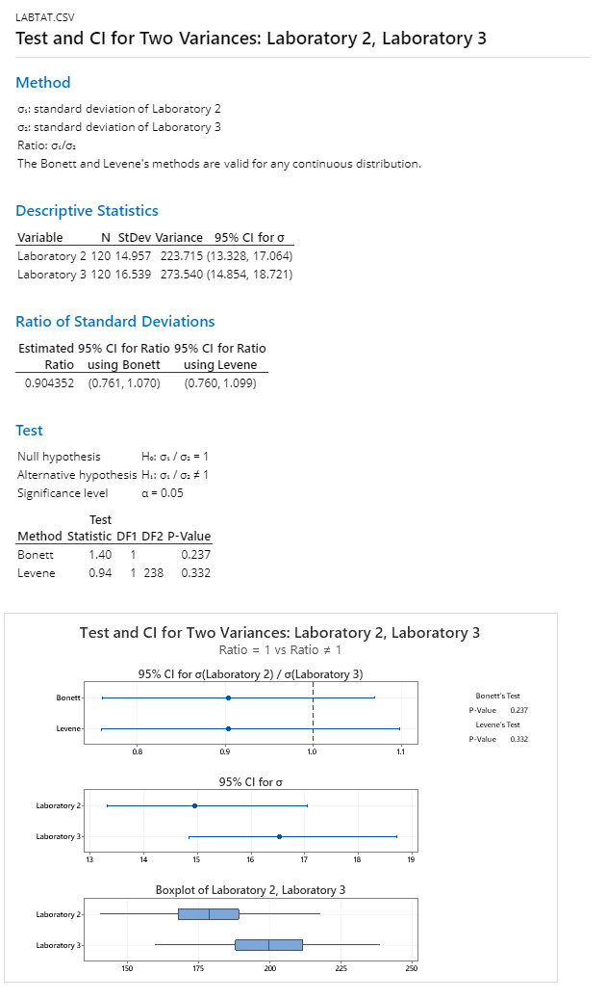 LABTAT.CSV
Test and CI for Two Variances: Laboratory 2, Laboratory 3
Method
σ₁: standard deviation of Laboratory 2
σ₂: standard deviation of Laboratory 3
Ratio: σ₁/σ₂
The Bonett and Levene's methods are valid for any continuous distribution.
Descriptive Statistics
Variable N StDev Variance 95% CI for σ
Laboratory 2 120 14.957 223.715 (13.328, 17.064)
Laboratory 3 120 16.539 273.540 (14.854, 18.721)
Ratio of Standard Deviations
Estimated 95% CI for Ratio 95% CI for Ratio
Ratio using Bonett using Levene
0.904352 (0.761, 1.070) (0.760, 1.099)
Test
Null hypothesis H₀: σ₁ / σ₂ = 1
Alternative hypothesis H₁: σ₁ / σ₂ ≠ 1
Significance level α = 0.05
Test
Method Statistic DF1 DF2 P-Value
Bonett 1.40 1 0.237
Levene 0.94 1 238 0.332
Test and CI for Two Variances: Laboratory 2, Laboratory 3
Ratio = 1 vs Ratio ≠ 1
95% CI for σ(Laboratory 2) / σ(Laboratory 3)
Bonett
Levene
0.8 0.9 1.0 1.1
Bonett's Test
P-Value 0.237
Levene's Test
P-Value 0.332
95% CI for σ
Laboratory 2
Laboratory 3
13 14 15 16 17 18 19
Boxplot of Laboratory 2, Laboratory 3
Laboratory 2
Laboratory 3
150 175 200 225 250